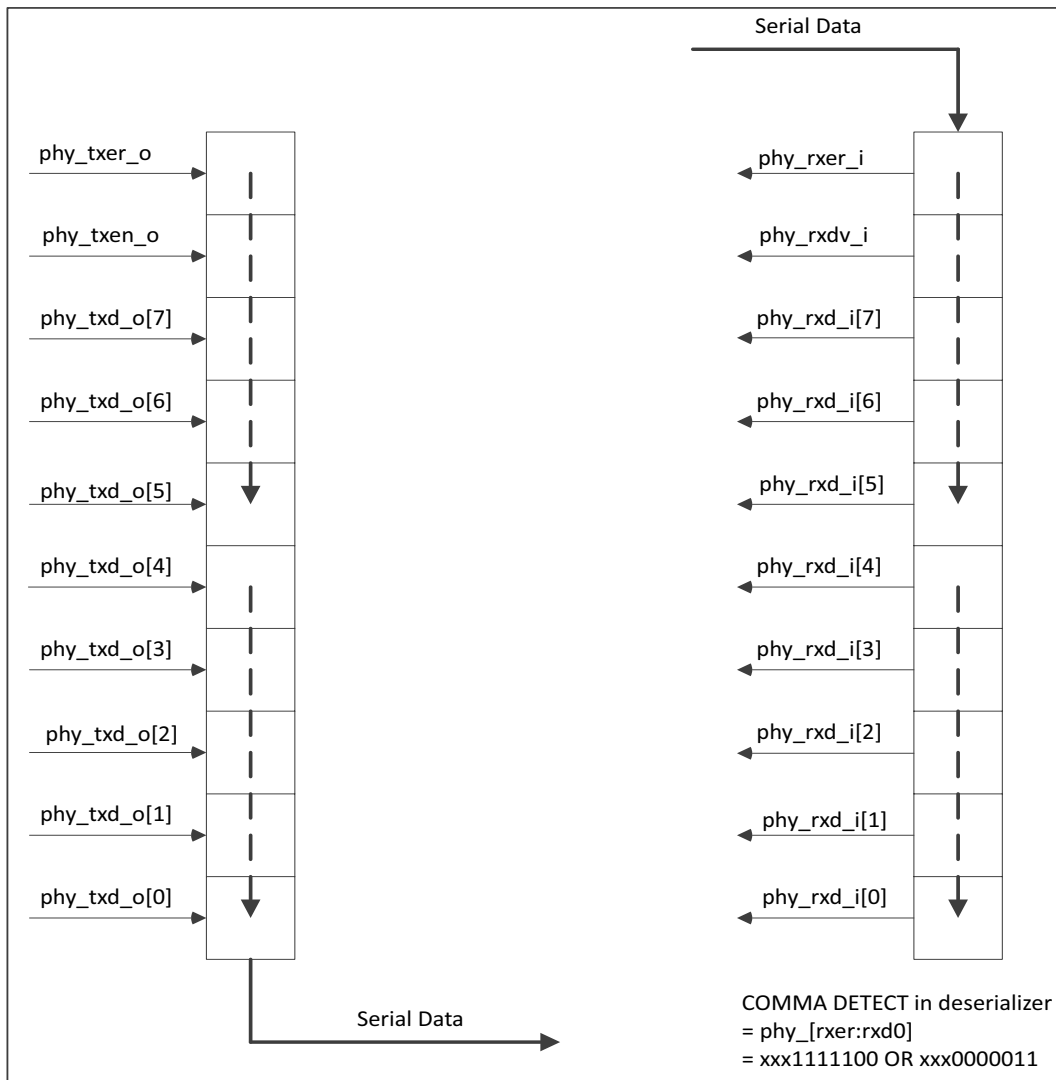 Serial Data
phy_txer_o
phy_txen_o
phy_txd_o[7]
phy_txd_o[6]
phy_txd_o[5]
phy_txd_o[4]
phy_txd_o[3]
phy_txd_o[2]
phy_txd_o[1]
phy_txd_o[0]
Serial Data
phy_rxer_i
phy_rxdv_i
phy_rxd_i[7]
phy_rxd_i[6]
phy_rxd_i[5]
phy_rxd_i[4]
phy_rxd_i[3]
phy_rxd_i[2]
phy_rxd_i[1]
phy_rxd_i[0]
COMMA DETECT in deserializer
= phy_[rxer:rxd0]
= xxx1111100 OR xxx0000011